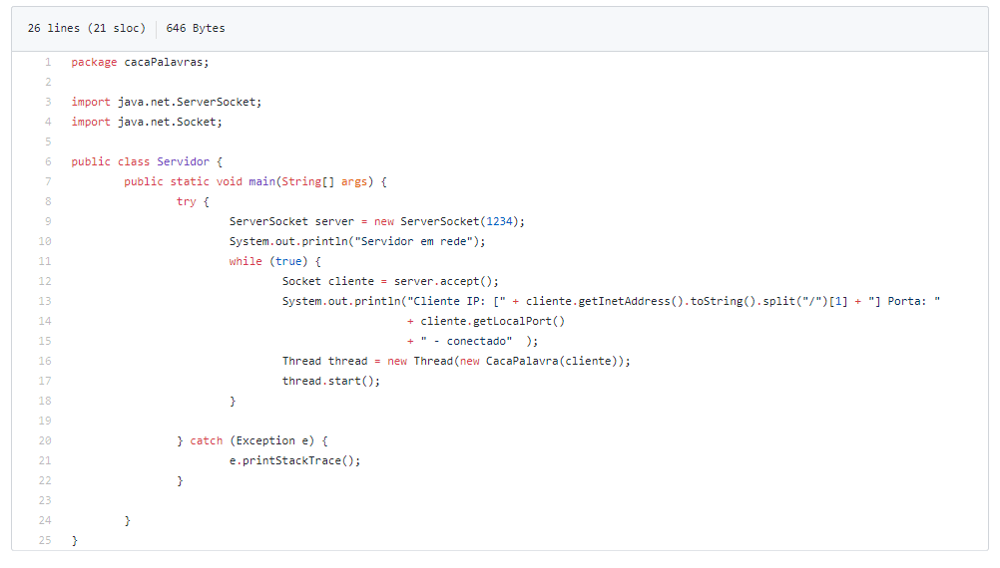 26 lines (21 sloc) 646 Bytes
1 package cacaPalavras;
2
3 import java.net.ServerSocket;
4 import java.net.Socket;
5
6 public class Servidor {
7 public static void main(String[] args) {
8 try {
9 ServerSocket server = new ServerSocket(1234);
10 System.out.println("Servidor em rede");
11 while (true) {
12 Socket cliente = server.accept();
13 System.out.println("Cliente IP: [" + cliente.getInetAddress().toString().split("/")[1] + "] Porta: "
14 + cliente.getLocalPort()
15 + " - conectado"  );
16 Thread thread = new Thread(new CacaPalavra(cliente));
17 thread.start();
18 }
19
20 } catch (Exception e) {
21 e.printStackTrace();
22 }
23
24 }
25 }